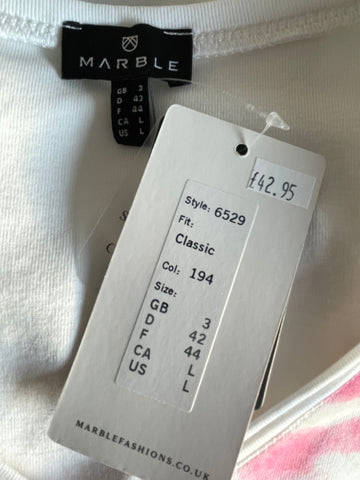 MARBLE
GB 3
D 42
F 44
CA L
US L
£42.95
Style: 6529
Fit:
Classic
Col: 194
Size:
GB 3
D 42
F 44
CA L
US L
MARBLEFASHIONS.CO.UK